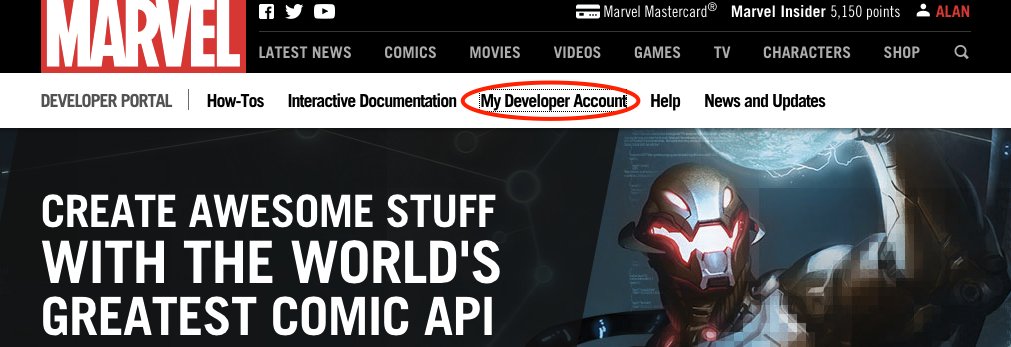 MARVEL
Marvel Mastercard® Marvel Insider 5,150 points ALAN
LATEST NEWS COMICS MOVIES VIDEOS GAMES TV CHARACTERS SHOP
DEVELOPER PORTAL How-Tos Interactive Documentation My Developer Account Help News and Updates
CREATE AWESOME STUFF
WITH THE WORLD'S
GREATEST COMIC API